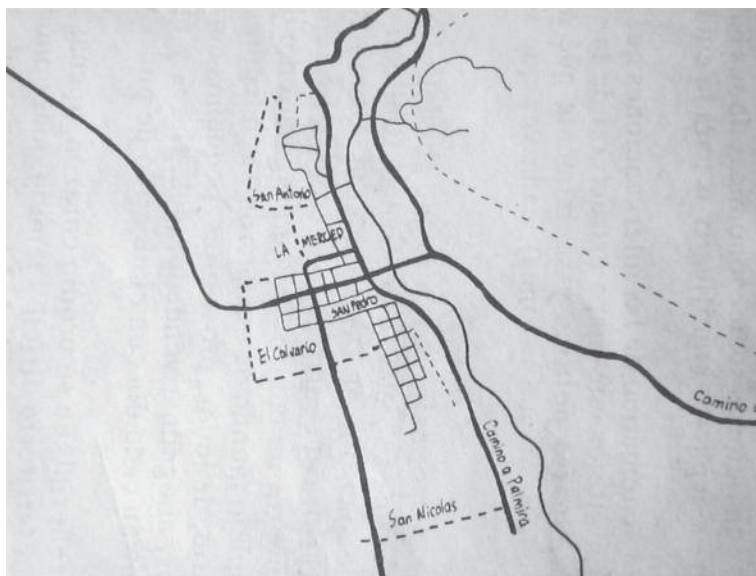 San Antonio
LA MERCED
SAN PEDRO
El Calvario
Camino
Camino a Palmira
San Nicolas